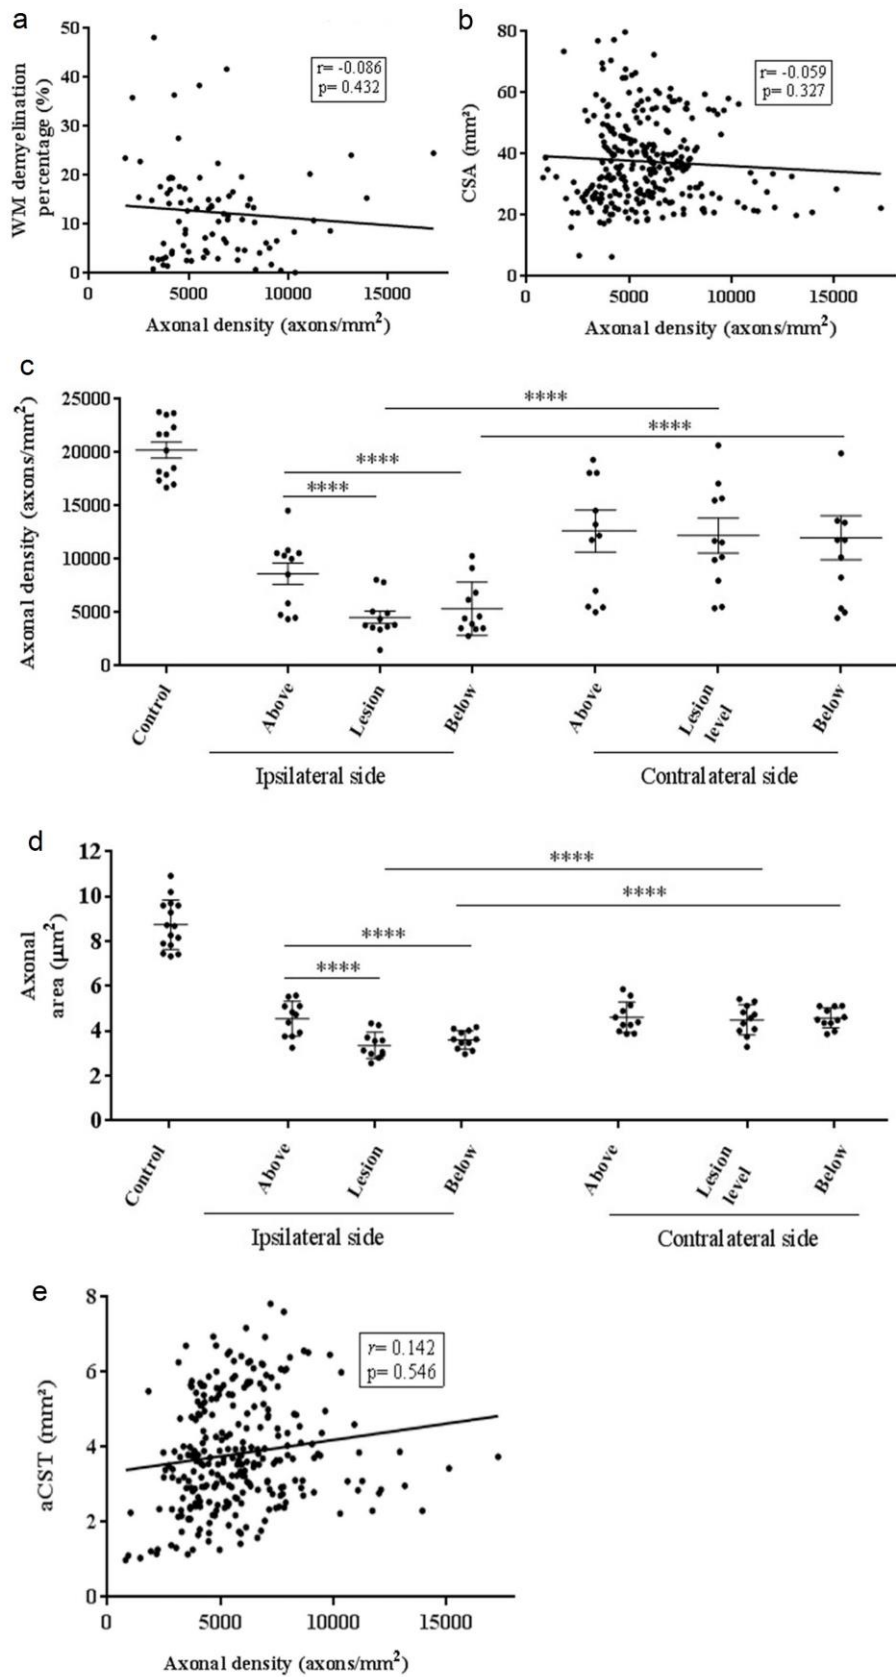 a
WM demyelination
percentage (%)
50
40
30
20
10
0
r= -0.086
p= 0.432
0 5000 10000 15000
Axonal density (axons/mm²)
b
CSA (mm²)
80
60
40
20
0
r= -0.059
p= 0.327
0 5000 10000 15000
Axonal density (axons/mm²)
c
Axonal density (axons/mm²)
25000
20000
15000
10000
5000
0
****
****
****
****
Control Above Lesion Below Above Lesion level Below
Ipsilateral side Contralateral side
d
Axonal
area (µm²)
12
10
8
6
4
2
0
****
****
****
****
Control Above Lesion Below Above Lesion level Below
Ipsilateral side Contralateral side
e
aCST (mm²)
8
6
4
2
0
r= 0.142
p= 0.546
0 5000 10000 15000
Axonal density (axons/mm²)